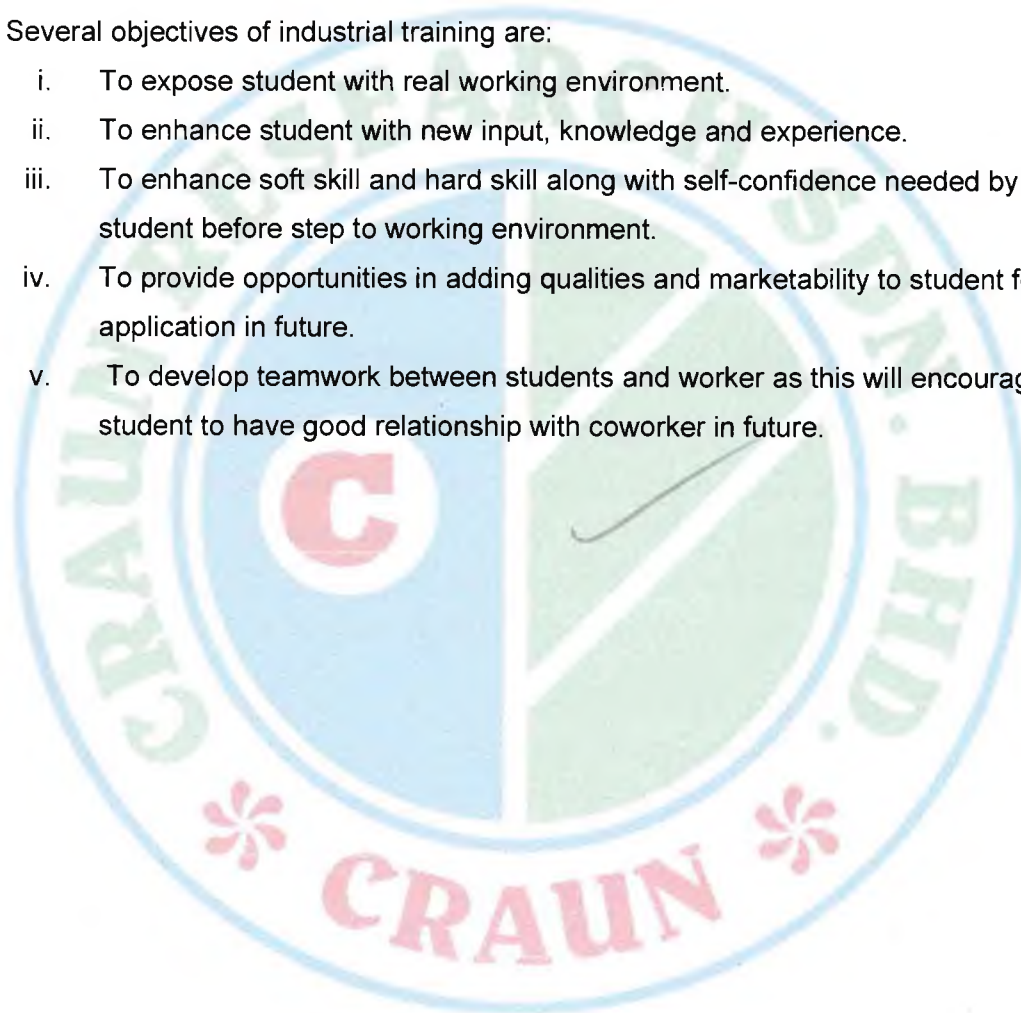 Several objectives of industrial training are:
i. To expose student with real working environment.
ii. To enhance student with new input, knowledge and experience.
iii. To enhance soft skill and hard skill along with self-confidence needed by
student before step to working environment.
iv. To provide opportunities in adding qualities and marketability to student
application in future.
v. To develop teamwork between students and worker as this will
student to have good relationship with coworker in future.
CRAUN RESEARCH SDN. BHD.
C
CRAUN